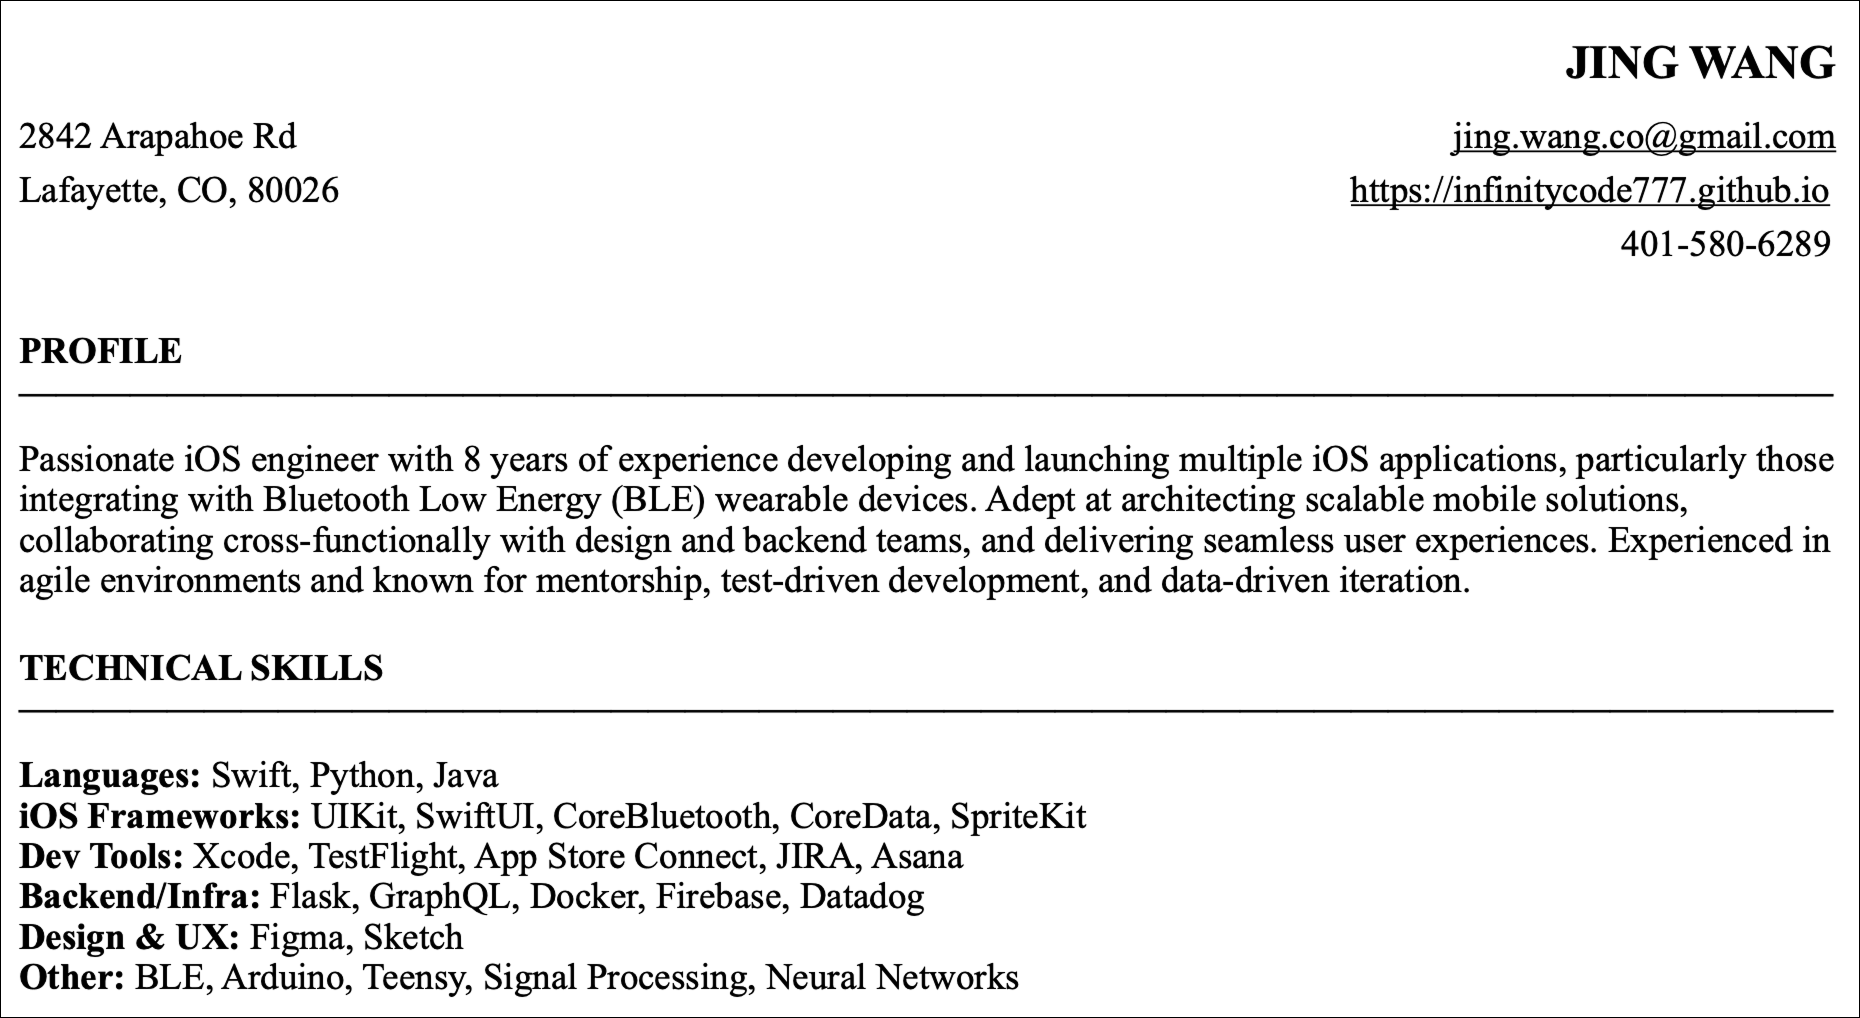 JING WANG
2842 Arapahoe Rd
jing.wang.co@gmail.com
Lafayette, CO, 80026
https://infinitycode777.github.io
401-580-6289
PROFILE
Passionate iOS engineer with 8 years of experience developing and launching multiple iOS applications, particularly those
integrating with Bluetooth Low Energy (BLE) wearable devices. Adept at architecting scalable mobile solutions,
collaborating cross-functionally with design and backend teams, and delivering seamless user experiences. Experienced in
agile environments and known for mentorship, test-driven development, and data-driven iteration.
TECHNICAL SKILLS
Languages: Swift, Python, Java
iOS Frameworks: UIKit, SwiftUI, CoreBluetooth, CoreData, SpriteKit
Dev Tools: Xcode, TestFlight, App Store Connect, JIRA, Asana
Backend/Infra: Flask, GraphQL, Docker, Firebase, Datadog
Design & UX: Figma, Sketch
Other: BLE, Arduino, Teensy, Signal Processing, Neural Networks